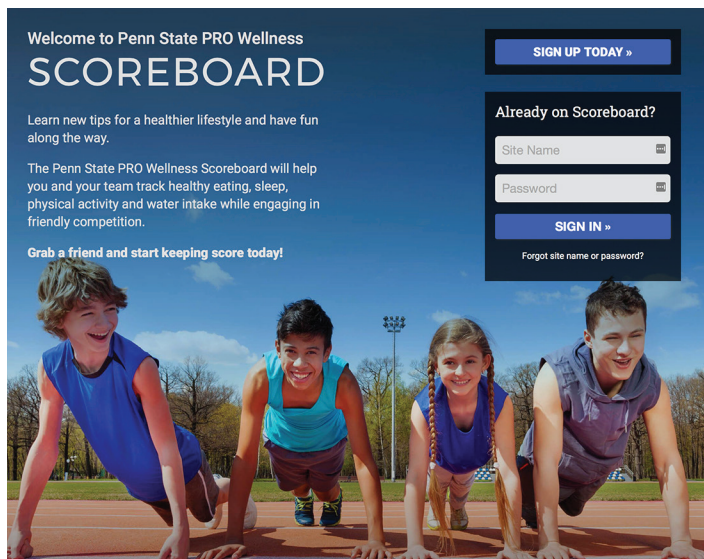 Welcome to Penn State PRO Wellness
SCOREBOARD
Learn new tips for a healthier lifestyle and have fun
along the way.
The Penn State PRO Wellness Scoreboard will help
you and your team track healthy eating, sleep,
physical activity and water intake while engaging in
friendly competition.
Grab a friend and start keeping score today!
SIGN UP TODAY »
Already on Scoreboard?
Site Name
Password
SIGN IN »
Forgot site name or password?